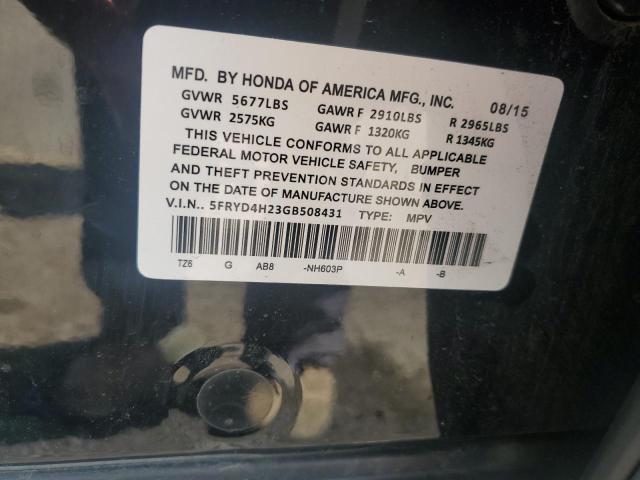 MFD. BY HONDA OF AMERICA MFG., INC. 08/15
GVWR 5677LBS GAWR F 2910LBS R 2965LBS
GVWR 2575KG GAWR F 1320KG R 1345KG
THIS VEHICLE CONFORMS TO ALL APPLICABLE
FEDERAL MOTOR VEHICLE SAFETY, BUMPER
AND THEFT PREVENTION STANDARDS IN EFFECT
ON THE DATE OF MANUFACTURE SHOWN ABOVE.
V.I.N.. 5FRYD4H23GB508431 TYPE: MPV
TZ6 G AB8 -NH603P -A -B